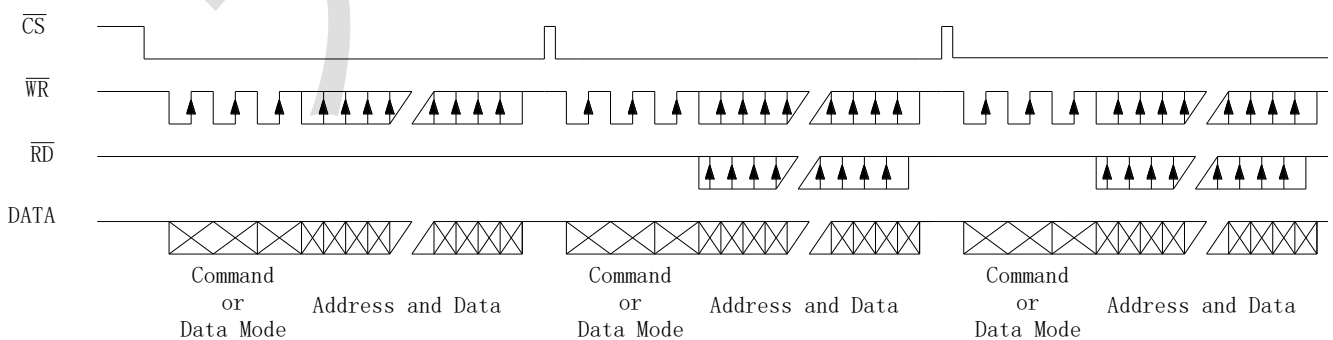 CS
WR
RD
DATA
Command
or
Data Mode
Address and Data
Command
or
Data Mode
Address and Data
Command
or
Data Mode
Address and Data